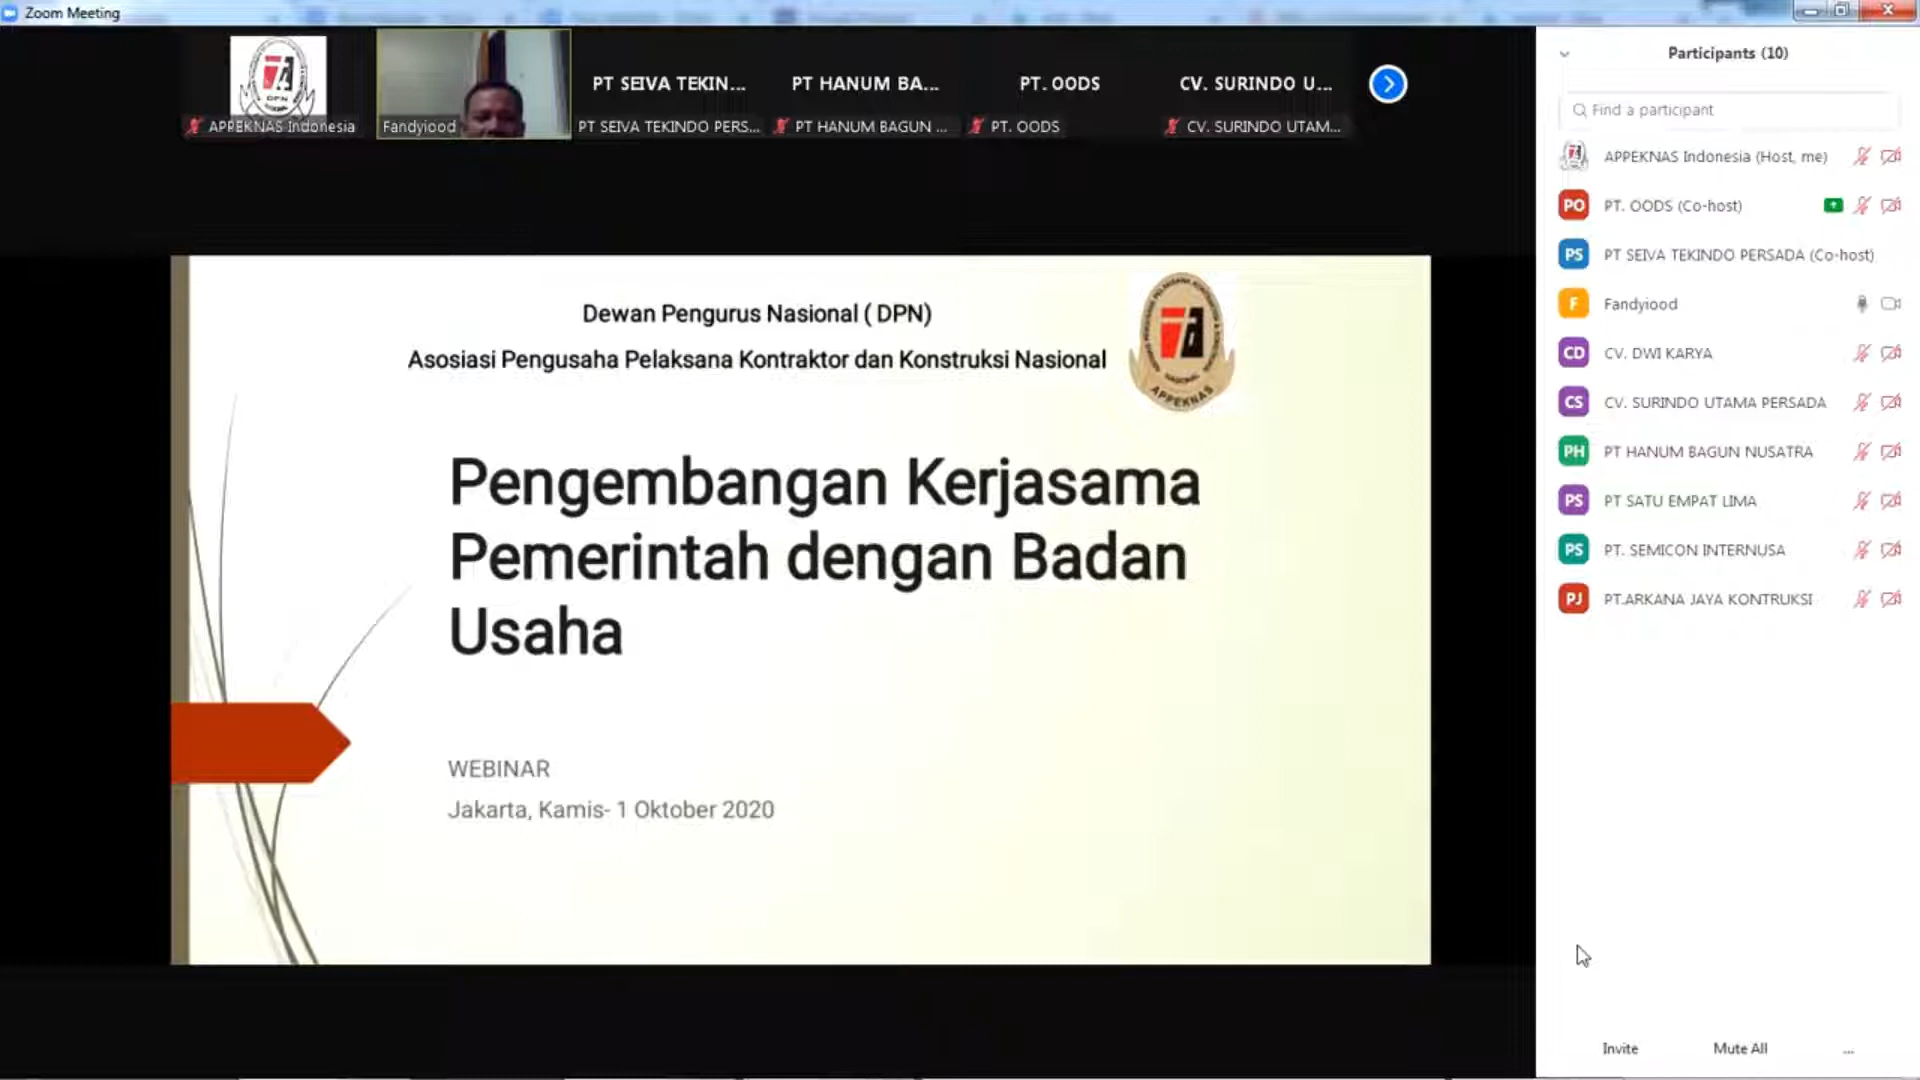 Zoom Meeting
DPN
APPEKNAS Indonesia
Fandyiood
PT SEIVA TEKIN...
PT SEIVA TEKINDO PERS...
PT HANUM BA...
PT HANUM BAGUN ...
PT. OODS
PT. OODS
CV. SURINDO U...
CV. SURINDO UTAM...
Dewan Pengurus Nasional ( DPN)
Asosiasi Pengusaha Pelaksana Kontraktor dan Konstruksi Nasional
NASIONAL
APPEKNAS
Pengembangan Kerjasama
Pemerintah dengan Badan
Usaha
WEBINAR
Jakarta, Kamis- 1 Oktober 2020
Participants (10)
Find a participant
APPEKNAS Indonesia (Host, me)
PO PT. OODS (Co-host)
PS PT SEIVA TEKINDO PERSADA (Co-host)
F Fandyiood
CD CV. DWI KARYA
CS CV. SURINDO UTAMA PERSADA
PH PT HANUM BAGUN NUSATRA
PS PT SATU EMPAT LIMA
PS PT. SEMICON INTERNUSA
PJ PT.ARKANA JAYA KONTRUKSI
Invite
Mute All
...